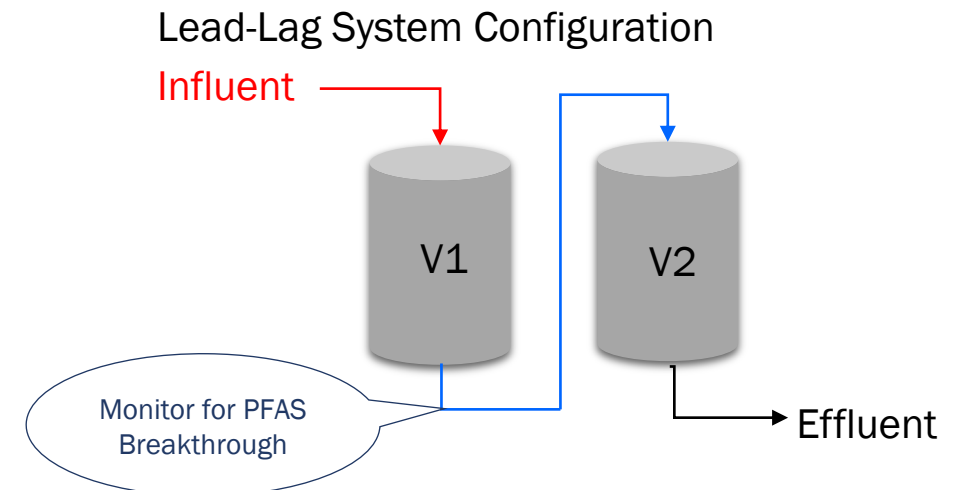 Lead-Lag System Configuration
Influent
V1
V2
Monitor for PFAS
Breakthrough
Effluent